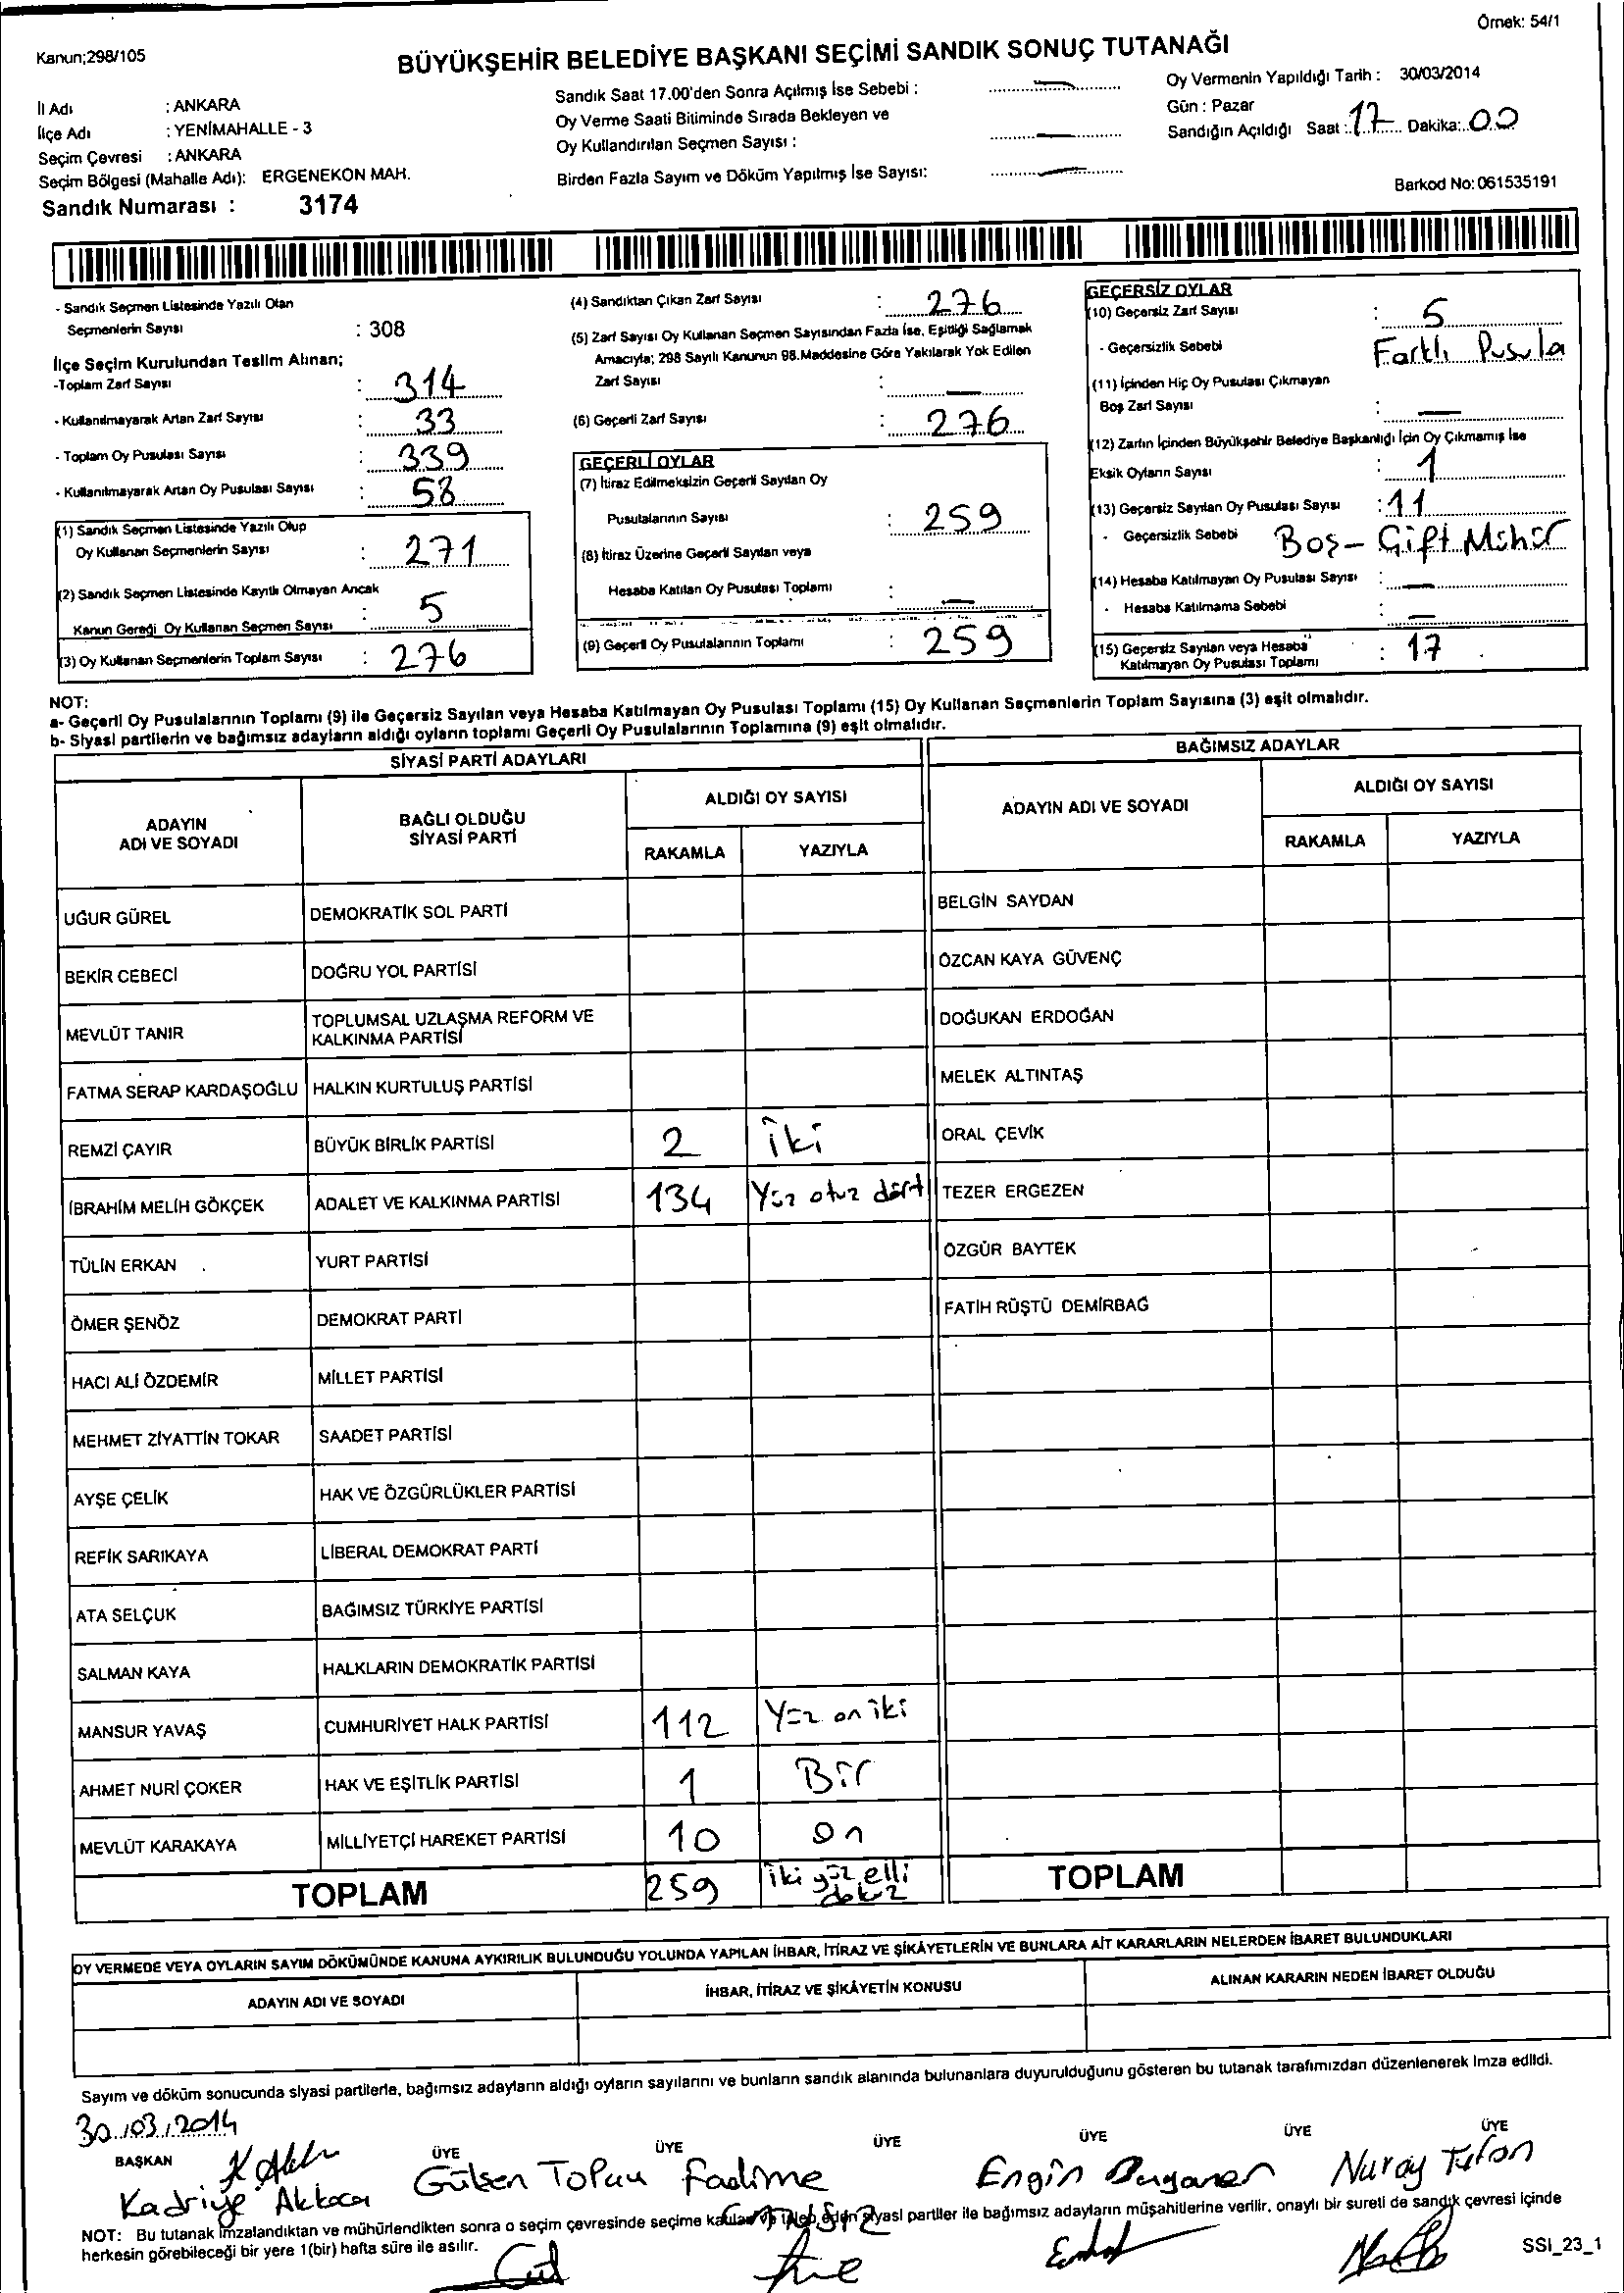 Örnek: 54/1
Kanun;298/105
BÜYÜKŞEHİR BELEDİYE BAŞKANI SEÇİMİ SANDIK SONUÇ TUTANAĞI
İl Adı : ANKARA
İlçe Adı : YENİMAHALLE - 3
Seçim Çevresi : ANKARA
Seçim Bölgesi (Mahalle Adı): ERGENEKON MAH.
Sandık Numarası : 3174
Sandık Saat 17.00'den Sonra Açılmış İse Sebebi :
Oy Verme Saati Bitiminde Sırada Bekleyen ve
Oy Kullandırılan Seçmen Sayısı :
Birden Fazla Sayım ve Döküm Yapılmış İse Sayısı:
Oy Vermenin Yapıldığı Tarih : 30/03/2014
Gün : Pazar
Sandığın Açıldığı Saat : 17 Dakika: 00
Barkod No: 061535191
- Sandık Seçmen Listesinde Yazılı Olan
Seçmenlerin Sayısı : 308
İlçe Seçim Kurulundan Teslim Alınan;
-Toplam Zarf Sayısı : 314
- Kullanılmayarak Artan Zarf Sayısı : 33
- Toplam Oy Pusulası Sayısı : 339
- Kullanılmayarak Artan Oy Pusulası Sayısı : 58
(1) Sandık Seçmen Listesinde Yazılı Olup
Oy Kullanan Seçmenlerin Sayısı : 271
(2) Sandık Seçmen Listesinde Kayıtlı Olmayan Ancak
Kanun Gereği Oy Kullanan Seçmen Sayısı : 5
(3) Oy Kullanan Seçmenlerin Toplam Sayısı : 276
(4) Sandıktan Çıkan Zarf Sayısı : 276
(5) Zarf Sayısı Oy Kullanan Seçmen Sayısından Fazla İse, Eşitliği Sağlamak
Amacıyla; 298 Sayılı Kanunun 98.Maddesine Göre Yakılarak Yok Edilen
Zarf Sayısı : —
(6) Geçerli Zarf Sayısı : 276
GEÇERLİ OYLAR
(7) İtiraz Edilmeksizin Geçerli Sayılan Oy
Pusulalarının Sayısı : 259
(8) İtiraz Üzerine Geçerli Sayılan veya
Hesaba Katılan Oy Pusulası Toplamı : —
(9) Geçerli Oy Pusulalarının Toplamı : 259
GEÇERSİZ OYLAR
(10) Geçersiz Zarf Sayısı : 5
- Geçersizlik Sebebi Farklı Pusula
(11) İçinden Hiç Oy Pusulası Çıkmayan
Boş Zarf Sayısı : —
(12) Zarfın İçinden Büyükşehir Belediye Başkanlığı İçin Oy Çıkmamış İse
Eksik Oyların Sayısı : 1
(13) Geçersiz Sayılan Oy Pusulası Sayısı : 11
- Geçersizlik Sebebi Boş - Çift Mühür
(14) Hesaba Katılmayan Oy Pusulası Sayısı : —
- Hesaba Katılmama Sebebi : —
(15) Geçersiz Sayılan veya Hesaba
Katılmayan Oy Pusulası Toplamı : 17
NOT:
a- Geçerli Oy Pusulalarının Toplamı (9) ile Geçersiz Sayılan veya Hesaba Katılmayan Oy Pusulası Toplamı (15) Oy Kullanan Seçmenlerin Toplam Sayısına (3) eşit olmalıdır.
b- Siyasi partilerin ve bağımsız adayların aldığı oyların toplamı Geçerli Oy Pusulalarının Toplamına (9) eşit olmalıdır.
SİYASİ PARTİ ADAYLARI
ADAYIN ADI VE SOYADI
BAĞLI OLDUĞU SİYASİ PARTİ
ALDIĞI OY SAYISI
RAKAMLA YAZIYLA
UĞUR GÜREL DEMOKRATİK SOL PARTİ
BEKİR CEBECİ DOĞRU YOL PARTİSİ
MEVLÜT TANIR TOPLUMSAL UZLAŞMA REFORM VE KALKINMA PARTİSİ
FATMA SERAP KARDAŞOĞLU HALKIN KURTULUŞ PARTİSİ
REMZİ ÇAYIR BÜYÜK BİRLİK PARTİSİ 2 iki
İBRAHİM MELİH GÖKÇEK ADALET VE KALKINMA PARTİSİ 134 Yüz otuz dört
TÜLİN ERKAN YURT PARTİSİ
ÖMER ŞENÖZ DEMOKRAT PARTİ
HACI ALİ ÖZDEMİR MİLLET PARTİSİ
MEHMET ZİYATTİN TOKAR SAADET PARTİSİ
AYŞE ÇELİK HAK VE ÖZGÜRLÜKLER PARTİSİ
REFİK SARIKAYA LİBERAL DEMOKRAT PARTİ
ATA SELÇUK BAĞIMSIZ TÜRKİYE PARTİSİ
SALMAN KAYA HALKLARIN DEMOKRATİK PARTİSİ
MANSUR YAVAŞ CUMHURİYET HALK PARTİSİ 112 Yüz on iki
AHMET NURİ ÇOKER HAK VE EŞİTLİK PARTİSİ 1 Bir
MEVLÜT KARAKAYA MİLLİYETÇİ HAREKET PARTİSİ 10 On
TOPLAM 259 iki yüz elli dokuz
BAĞIMSIZ ADAYLAR
ADAYIN ADI VE SOYADI
ALDIĞI OY SAYISI
RAKAMLA YAZIYLA
BELGİN SAYDAN
ÖZCAN KAYA GÜVENÇ
DOĞUKAN ERDOĞAN
MELEK ALTINTAŞ
ORAL ÇEVİK
TEZER ERGEZEN
ÖZGÜR BAYTEK
FATİH RÜŞTÜ DEMİRBAĞ
TOPLAM
OY VERMEDE VEYA OYLARIN SAYIM DÖKÜMÜNDE KANUNA AYKIRILIK BULUNDUĞU YOLUNDA YAPILAN İHBAR, İTİRAZ VE ŞİKÂYETLERİN VE BUNLARA AİT KARARLARIN NELERDEN İBARET BULUNDUKLARI
ADAYIN ADI VE SOYADI İHBAR, İTİRAZ VE ŞİKÂYETİN KONUSU ALINAN KARARIN NEDEN İBARET OLDUĞU
Sayım ve döküm sonucunda siyasi partilerle, bağımsız adayların aldığı oyların sayılarını ve bunların sandık alanında bulunanlara duyurulduğunu gösteren bu tutanak tarafımızdan düzenlenerek imza edildi.
30/03/2014
BAŞKAN ÜYE ÜYE ÜYE ÜYE ÜYE ÜYE
Kadriye Gülsen Fadime Engin Nuray
NOT: Bu tutanak imzalandıktan ve mühürlendikten sonra o seçim çevresinde seçime katılan ve talep eden siyasi partiler ile bağımsız adayların müşahitlerine verilir, onaylı bir sureti de sandık çevresi içinde
herkesin görebileceği bir yere 1(bir) hafta süre ile asılır.
SSI_23_1